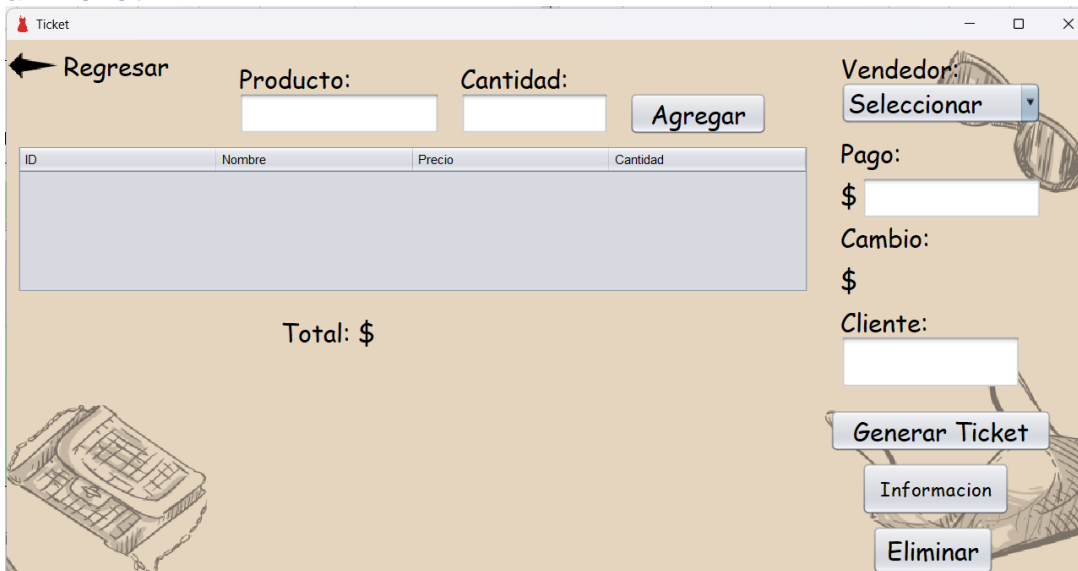 Ticket
Regresar
Producto:
Cantidad:
Agregar
Vendedor:
Seleccionar
ID Nombre Precio Cantidad
Pago:
$
Cambio:
$
Cliente:
Total: $
Generar Ticket
Informacion
Eliminar